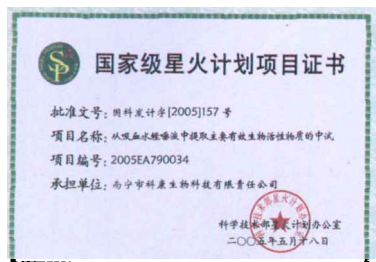 国家级星火计划项目证书
批准文号：国科发计字[2005]157 号
项目名称：从吸血水蛭唾液中提取主要有效生物活性物质的中试
项目编号：2005EA790034
承担单位：南宁市科康生物科技有限责任公司
科学技术部星火计划办公室
二〇〇五年五月十八日